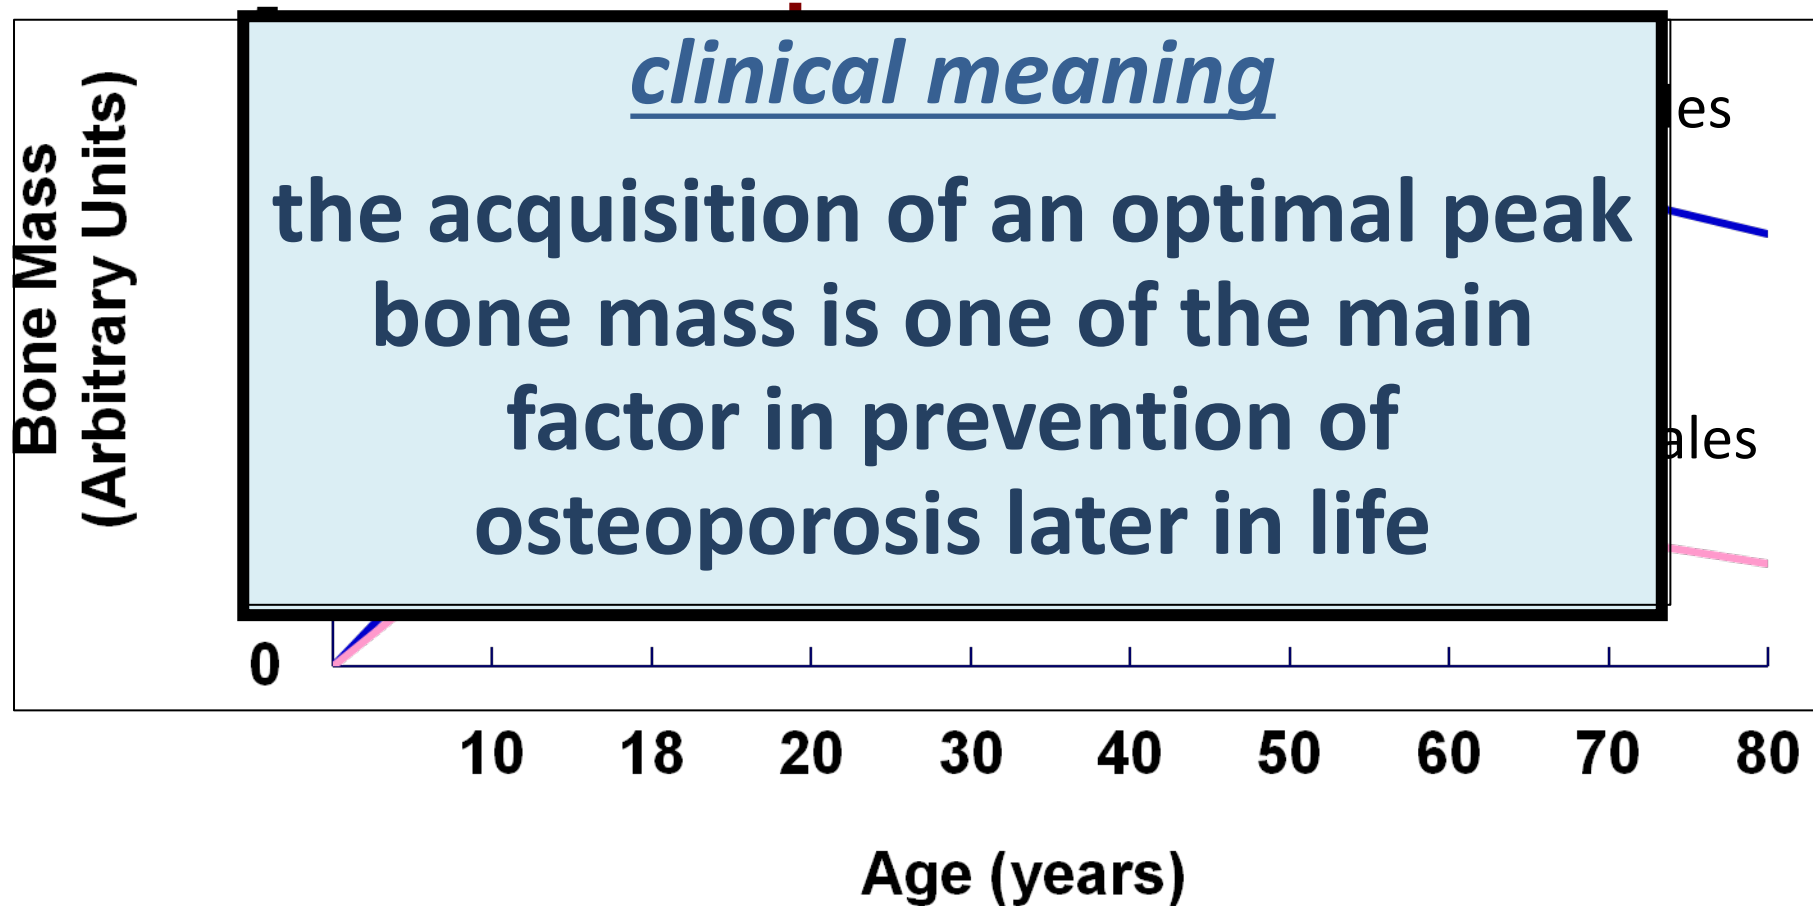 clinical meaning
the acquisition of an optimal peak
bone mass is one of the main
factor in prevention of
osteoporosis later in life
Bone Mass
(Arbitrary Units)
0
10 18 20 30 40 50 60 70 80
Age (years)